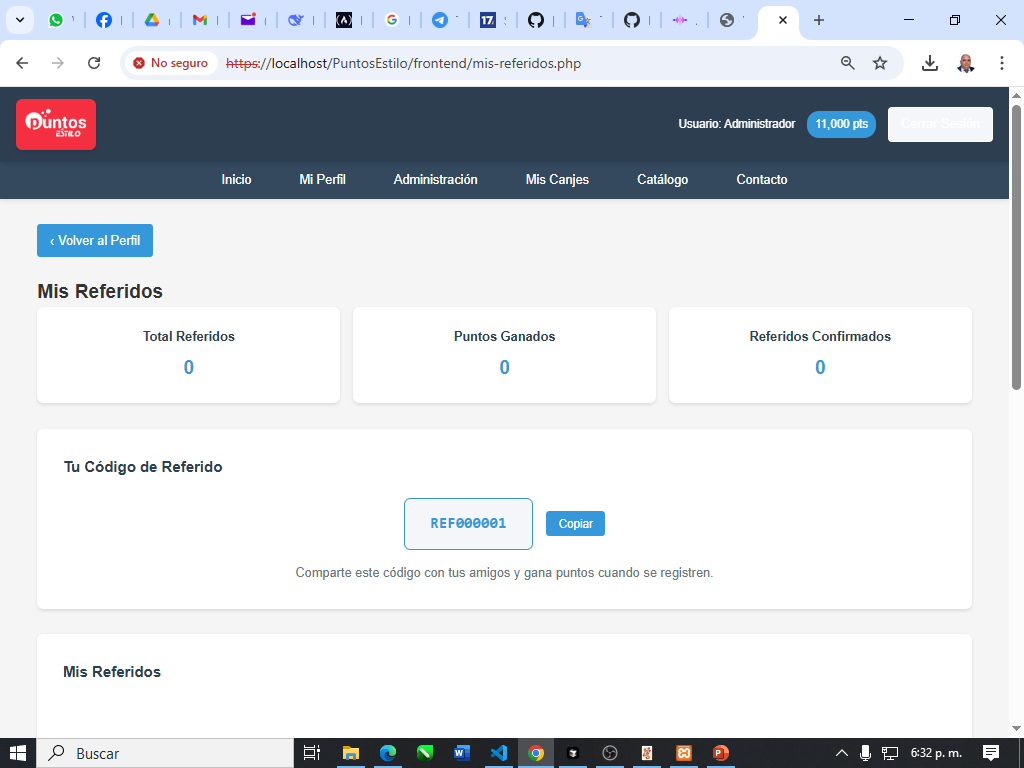 No seguro
https://localhost/PuntosEstilo/frontend/mis-referidos.php
puntos
ESTILO
Usuario: Administrador
11,000 pts
Cerrar Sesión
Inicio
Mi Perfil
Administración
Mis Canjes
Catálogo
Contacto
‹ Volver al Perfil
Mis Referidos
Total Referidos
0
Puntos Ganados
0
Referidos Confirmados
0
Tu Código de Referido
REF000001
Copiar
Comparte este código con tus amigos y gana puntos cuando se registren.
Mis Referidos
Buscar
6:32 p. m.